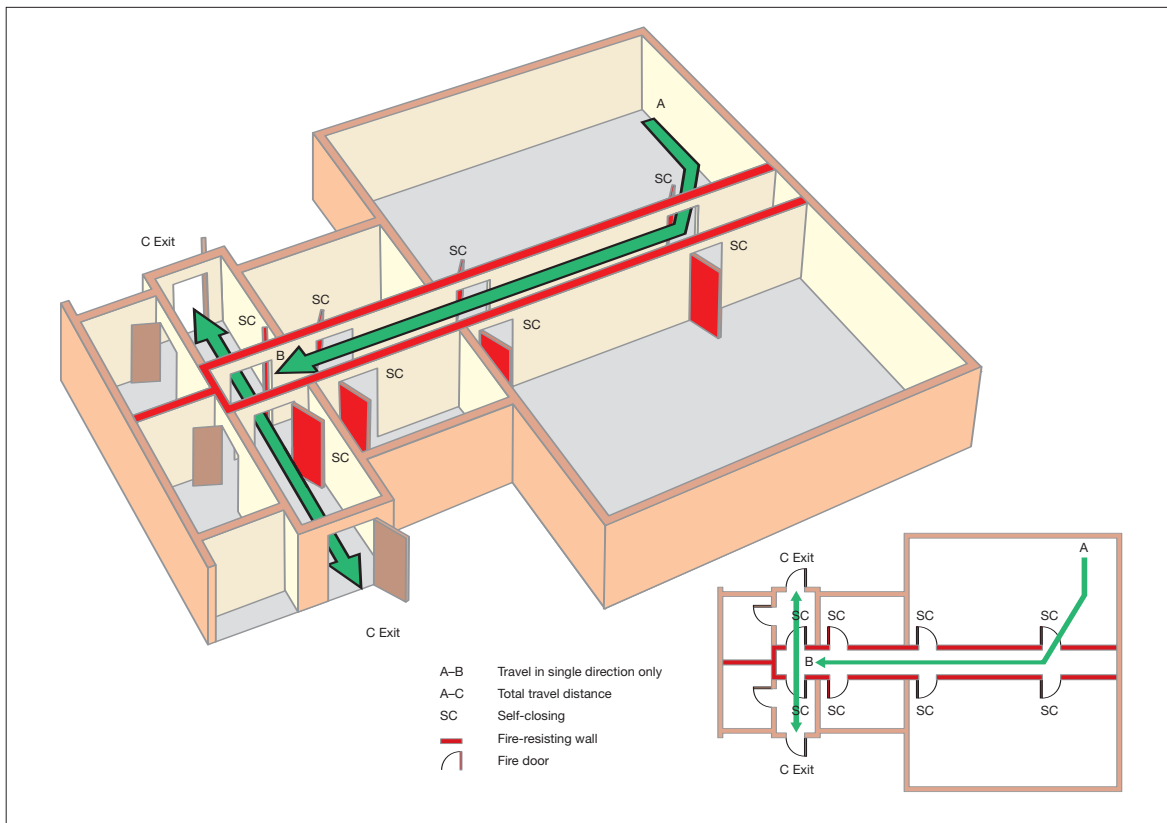 A
SC
C Exit
SC
SC
SC
SC
B
SC
SC
SC
C Exit
A–B Travel in single direction only
A–C Total travel distance
SC Self-closing
Fire-resisting wall
Fire door
A
C Exit
SC SC SC SC
B
SC SC SC SC
C Exit